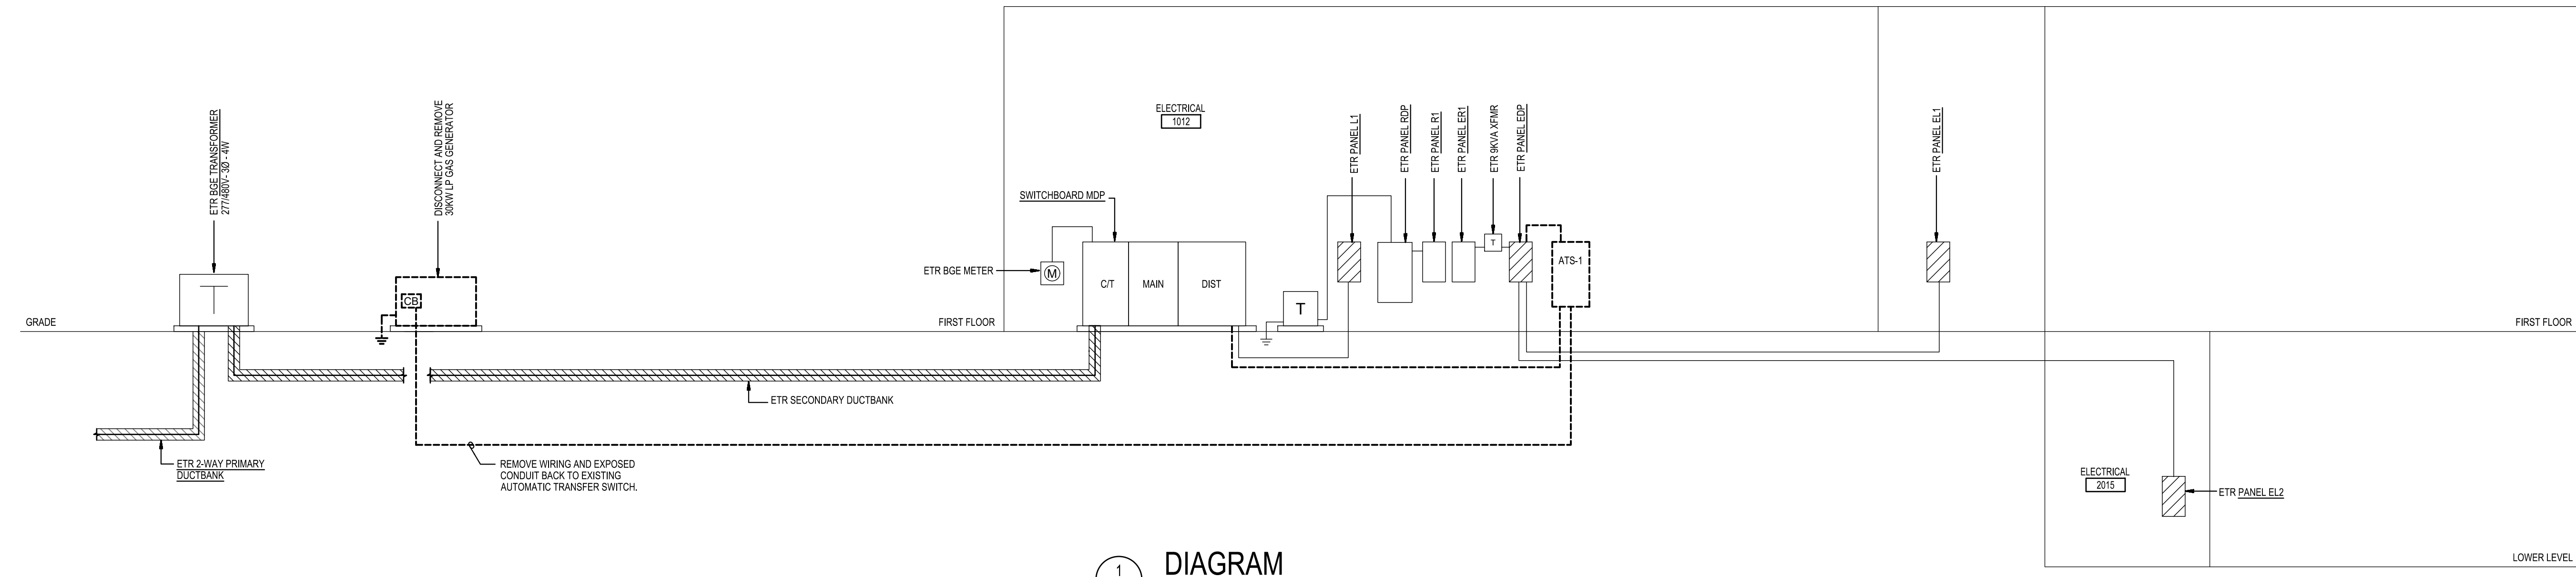 ETR BGE TRANSFORMER
277/480V- 3Ø - 4W
DISCONNECT AND REMOVE
30KW LP GAS GENERATOR
ELECTRICAL
1012
ETR PANEL L1
ETR PANEL RDP
ETR PANEL R1
ETR PANEL ER1
ETR 9KVA XFMR
ETR PANEL EDP
ETR PANEL EL1
SWITCHBOARD MDP
ETR BGE METER
M
C/T
MAIN
DIST
T
T
ATS-1
T
CB
GRADE
FIRST FLOOR
FIRST FLOOR
ETR SECONDARY DUCTBANK
ETR 2-WAY PRIMARY
DUCTBANK
REMOVE WIRING AND EXPOSED
CONDUIT BACK TO EXISTING
AUTOMATIC TRANSFER SWITCH.
ELECTRICAL
2015
ETR PANEL EL2
LOWER LEVEL
1
DIAGRAM